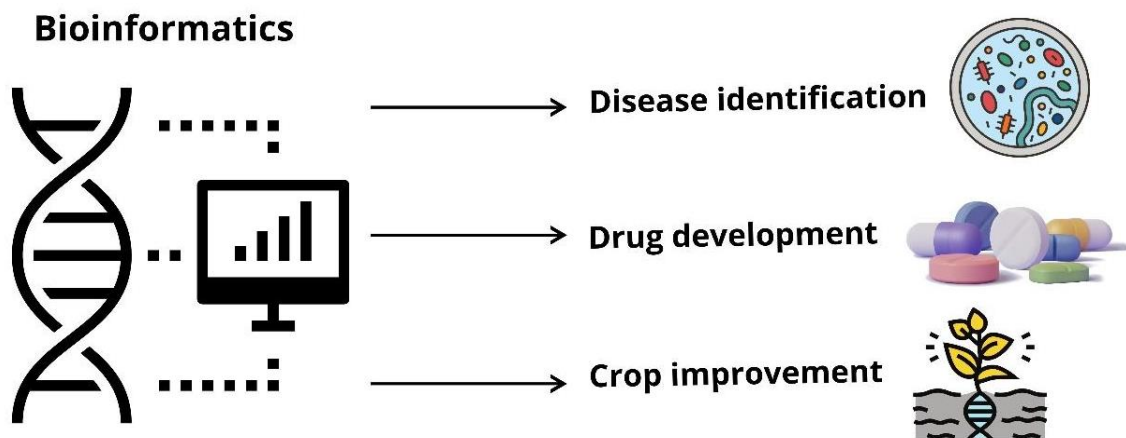 Bioinformatics
Disease identification
Drug development
Crop improvement